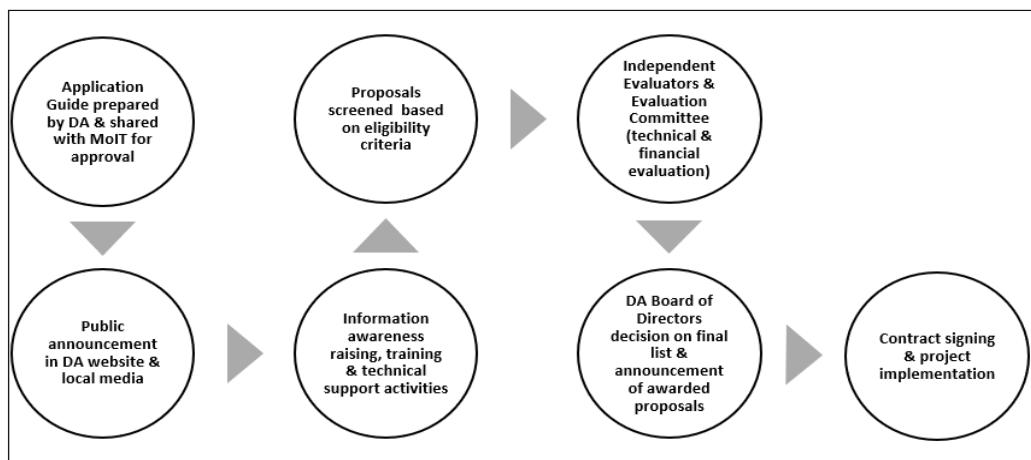 Application
Guide prepared
by DA & shared
with MoIT for
approval
Public
announcement
in DA website &
local media
Information
awareness
raising, training
& technical
support activities
Proposals
screened based
on eligibility
criteria
Independent
Evaluators &
Evaluation
Committee
(technical &
financial
evaluation)
DA Board of
Directors
decision on final
list &
announcement
of awarded
proposals
Contract signing
& project
implementation